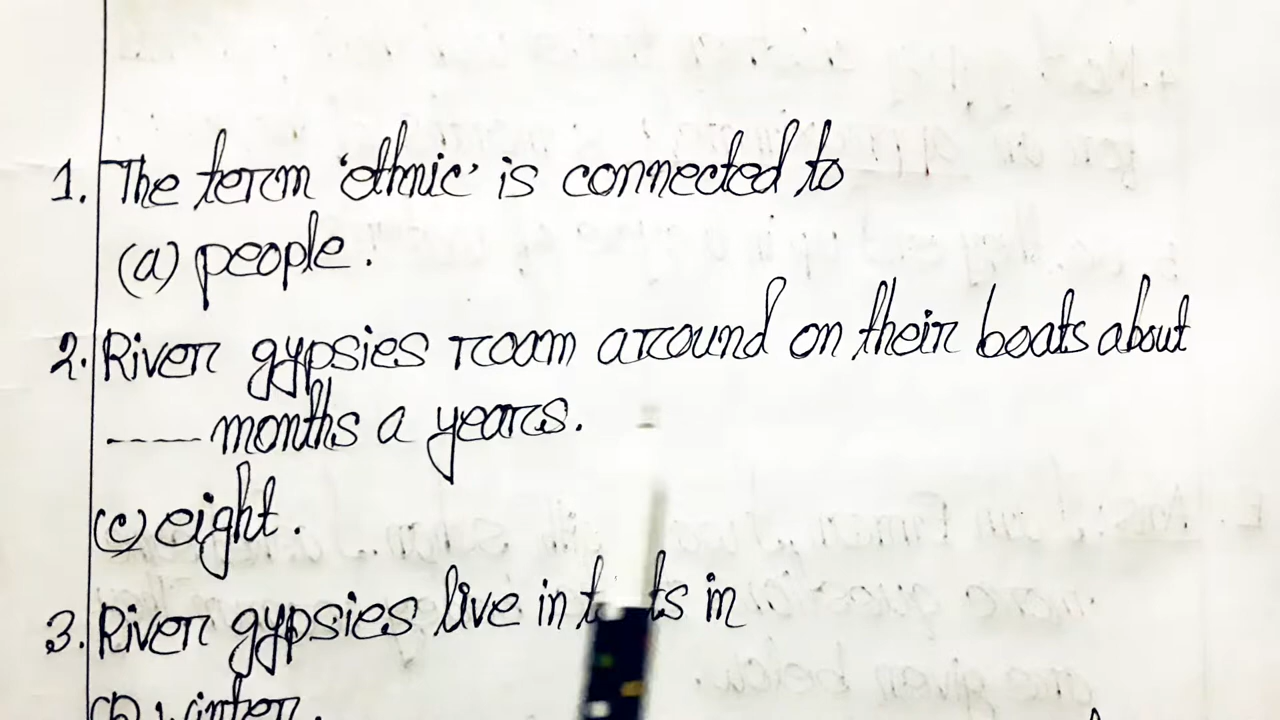 1. The term 'ethnic' is connected to
(a) people.
2. River gypsies roam around on their boats about
----- months a years.
(c) eight.
3. River gypsies live in in
(b) winter.